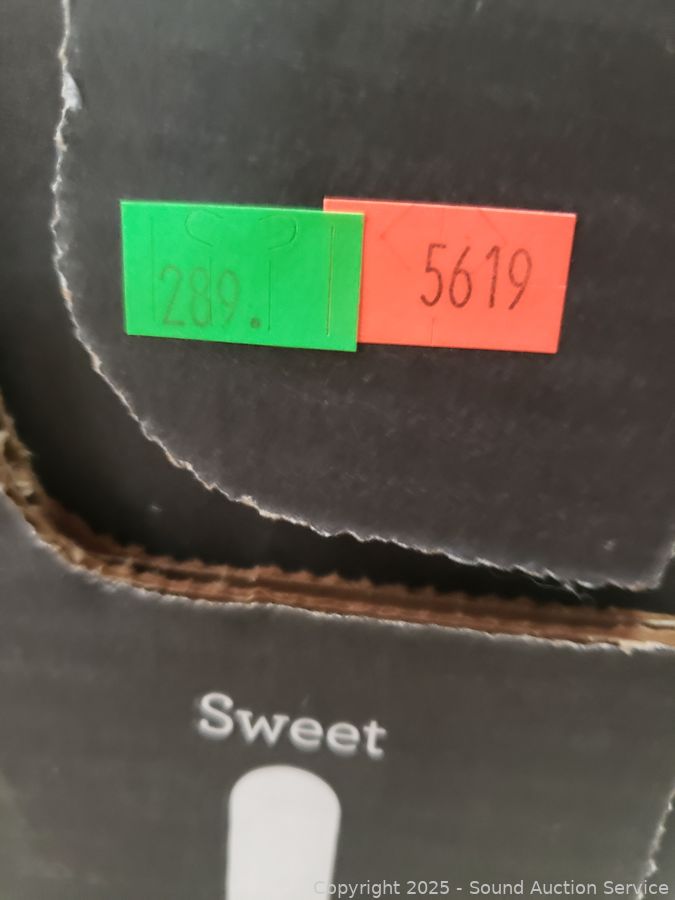 289.
5619
Sweet
Copyright 2025 - Sound Auction Service